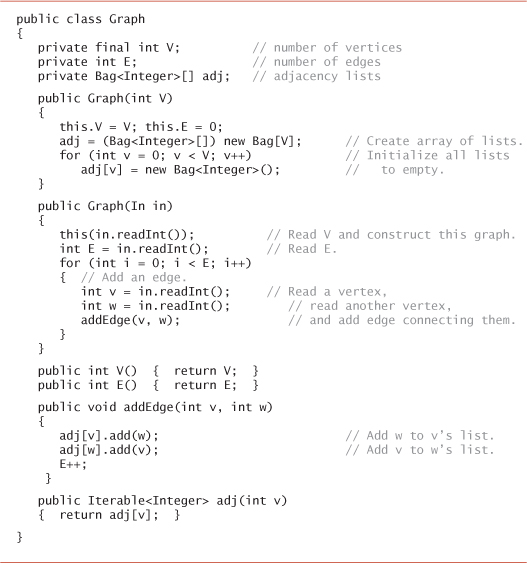 public class Graph
{
   private final int V;          // number of vertices
   private int E;                // number of edges
   private Bag<Integer>[] adj;   // adjacency lists
   public Graph(int V)
   {
      this.V = V; this.E = 0;
      adj = (Bag<Integer>[]) new Bag[V];      // Create array of lists.
      for (int v = 0; v < V; v++)             // Initialize all lists
         adj[v] = new Bag<Integer>();         //   to empty.
   }
   public Graph(In in)
   {
      this(in.readInt());          // Read V and construct this graph.
      int E = in.readInt();        // Read E.
      for (int i = 0; i < E; i++)
      {  // Add an edge.
         int v = in.readInt();     // Read a vertex,
         int w = in.readInt();        // read another vertex,
         addEdge(v, w);               // and add edge connecting them.
      }
   }
   public int V()  {  return V;  }
   public int E()  {  return E;  }
   public void addEdge(int v, int w)
   {
      adj[v].add(w);                          // Add w to v's list.
      adj[w].add(v);                          // Add v to w's list.
      E++;
    }
   public Iterable<Integer> adj(int v)
   {  return adj[v];  }
}